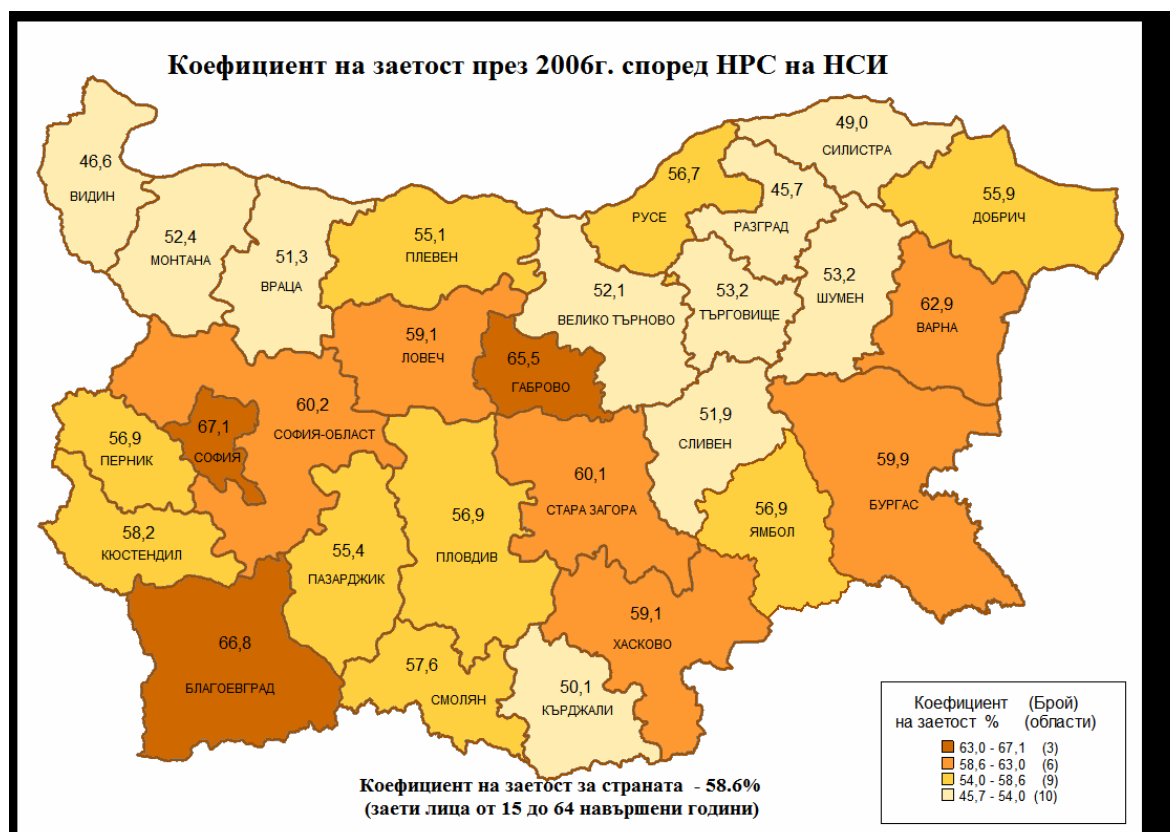 Коефициент на заетост през 2006г. според НРС на НСИ
49,0
СИЛИСТРА
46,6
ВИДИН
56,7
РУСЕ
45,7
РАЗГРАД
55,9
ДОБРИЧ
52,4
МОНТАНА
51,3
ВРАЦА
55,1
ПЛЕВЕН
52,1
ВЕЛИКО ТЪРНОВО
53,2
ТЪРГОВИЩЕ
53,2
ШУМЕН
62,9
ВАРНА
59,1
ЛОВЕЧ
65,5
ГАБРОВО
60,2
СОФИЯ-ОБЛАСТ
67,1
СОФИЯ
56,9
ПЕРНИК
51,9
СЛИВЕН
59,9
БУРГАС
60,1
СТАРА ЗАГОРА
56,9
ЯМБОЛ
58,2
КЮСТЕНДИЛ
55,4
ПАЗАРДЖИК
56,9
ПЛОВДИВ
59,1
ХАСКОВО
66,8
БЛАГОЕВГРАД
57,6
СМОЛЯН
50,1
КЪРДЖАЛИ
Коефициент (Брой)
на заетост % (области)
63,0 - 67,1 (3)
58,6 - 63,0 (6)
54,0 - 58,6 (9)
45,7 - 54,0 (10)
Коефициент на заетост за страната - 58.6%
(заети лица от 15 до 64 навършени години)